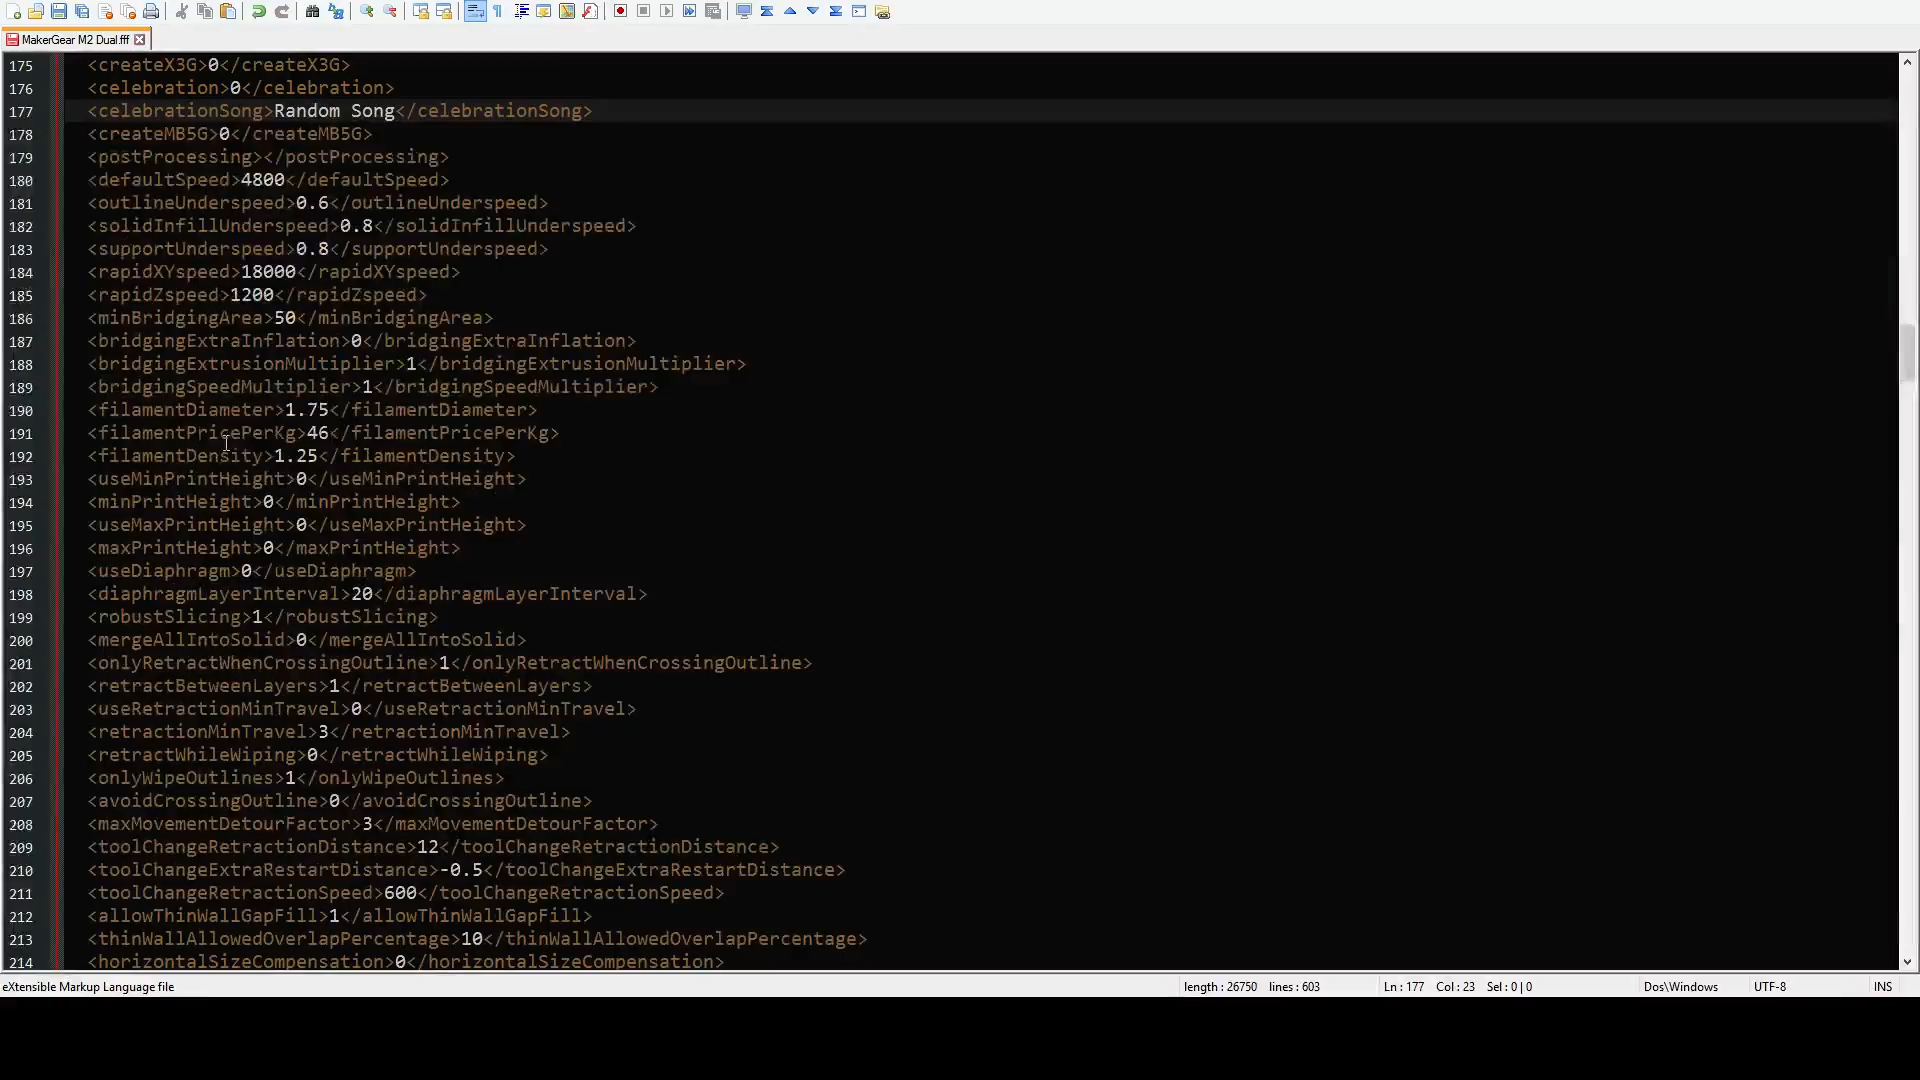 MakerGear M2 Dual.fff
175 <createX3G>0</createX3G>
176 <celebration>0</celebration>
177 <celebrationSong>Random Song</celebrationSong>
178 <createMB5G>0</createMB5G>
179 <postProcessing></postProcessing>
180 <defaultSpeed>4800</defaultSpeed>
181 <outlineUnderspeed>0.6</outlineUnderspeed>
182 <solidInfillUnderspeed>0.8</solidInfillUnderspeed>
183 <supportUnderspeed>0.8</supportUnderspeed>
184 <rapidXYspeed>18000</rapidXYspeed>
185 <rapidZspeed>1200</rapidZspeed>
186 <minBridgingArea>50</minBridgingArea>
187 <bridgingExtraInflation>0</bridgingExtraInflation>
188 <bridgingExtrusionMultiplier>1</bridgingExtrusionMultiplier>
189 <bridgingSpeedMultiplier>1</bridgingSpeedMultiplier>
190 <filamentDiameter>1.75</filamentDiameter>
191 <filamentPricePerKg>46</filamentPricePerKg>
192 <filamentDensity>1.25</filamentDensity>
193 <useMinPrintHeight>0</useMinPrintHeight>
194 <minPrintHeight>0</minPrintHeight>
195 <useMaxPrintHeight>0</useMaxPrintHeight>
196 <maxPrintHeight>0</maxPrintHeight>
197 <useDiaphragm>0</useDiaphragm>
198 <diaphragmLayerInterval>20</diaphragmLayerInterval>
199 <robustSlicing>1</robustSlicing>
200 <mergeAllIntoSolid>0</mergeAllIntoSolid>
201 <onlyRetractWhenCrossingOutline>1</onlyRetractWhenCrossingOutline>
202 <retractBetweenLayers>1</retractBetweenLayers>
203 <useRetractionMinTravel>0</useRetractionMinTravel>
204 <retractionMinTravel>3</retractionMinTravel>
205 <retractWhileWiping>0</retractWhileWiping>
206 <onlyWipeOutlines>1</onlyWipeOutlines>
207 <avoidCrossingOutline>0</avoidCrossingOutline>
208 <maxMovementDetourFactor>3</maxMovementDetourFactor>
209 <toolChangeRetractionDistance>12</toolChangeRetractionDistance>
210 <toolChangeExtraRestartDistance>-0.5</toolChangeExtraRestartDistance>
211 <toolChangeRetractionSpeed>600</toolChangeRetractionSpeed>
212 <allowThinWallGapFill>1</allowThinWallGapFill>
213 <thinWallAllowedOverlapPercentage>10</thinWallAllowedOverlapPercentage>
214 <horizontalSizeCompensation>0</horizontalSizeCompensation>
eXtensible Markup Language file length : 26750 lines : 603 Ln : 177 Col : 23 Sel : 0 | 0 Dos\Windows UTF-8 INS